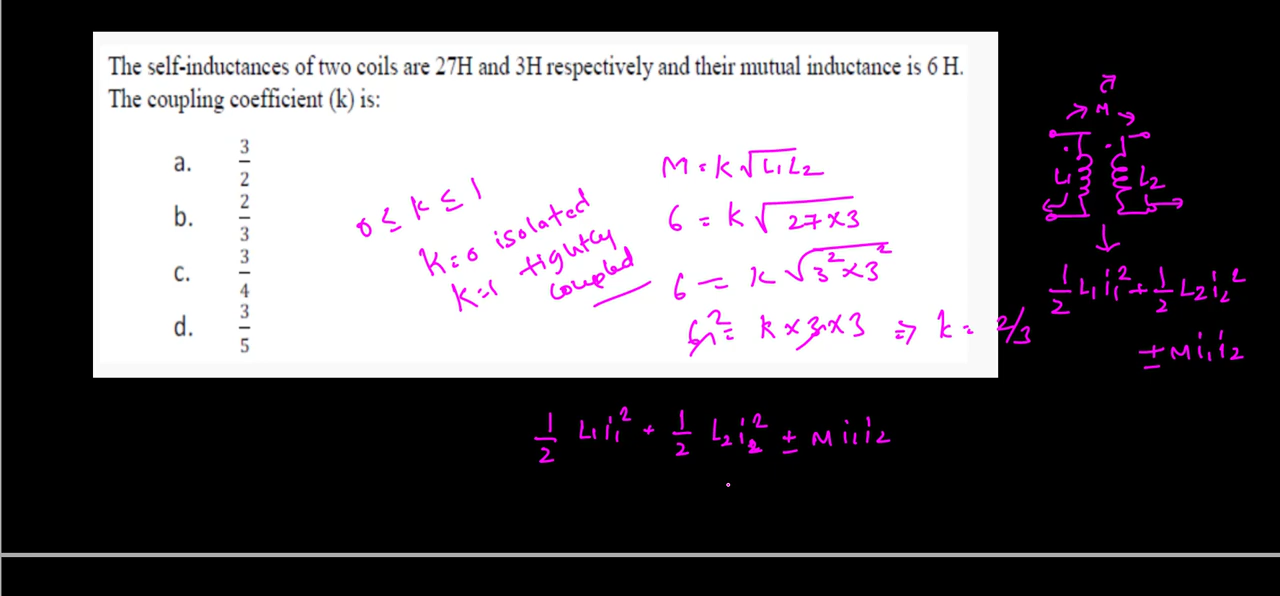 The self-inductances of two coils are 27H and 3H respectively and their mutual inductance is 6 H.
The coupling coefficient (k) is:
a. 3/2
b. 2/3
c. 3/4
d. 3/5
0 ≤ K ≤ 1
K=0 isolated
K=1 tightly
coupled
M = K √L1L2
6 = K √27×3
6 = K √3²×3²
6² = K × 3 × 3 ⇒ k = 2/3
M
L1 L2
1/2 L1i1² + 1/2 L2i2²
± Mi1i2
1/2 L1i1² + 1/2 L2i2² ± Mi1i2